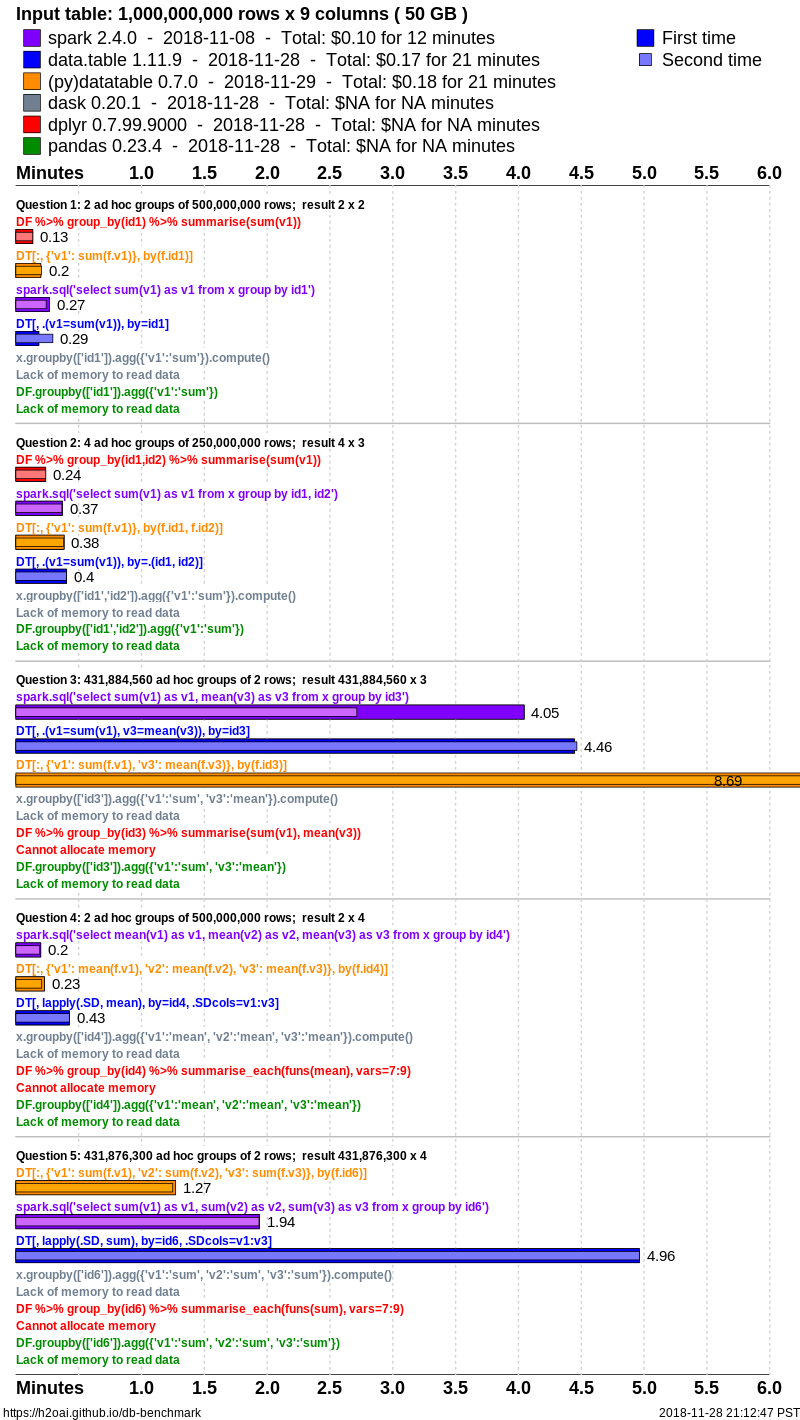 Input table: 1,000,000,000 rows x 9 columns ( 50 GB )
spark 2.4.0 - 2018-11-08 - Total: $0.10 for 12 minutes
First time
data.table 1.11.9 - 2018-11-28 - Total: $0.17 for 21 minutes
Second time
(py)datatable 0.7.0 - 2018-11-29 - Total: $0.18 for 21 minutes
dask 0.20.1 - 2018-11-28 - Total: $NA for NA minutes
dplyr 0.7.99.9000 - 2018-11-28 - Total: $NA for NA minutes
pandas 0.23.4 - 2018-11-28 - Total: $NA for NA minutes
Minutes 1.0 1.5 2.0 2.5 3.0 3.5 4.0 4.5 5.0 5.5 6.0
Question 1: 2 ad hoc groups of 500,000,000 rows; result 2 x 2
DF %>% group_by(id1) %>% summarise(sum(v1))
0.13
DT[:, {'v1': sum(f.v1)}, by(f.id1)]
0.2
spark.sql('select sum(v1) as v1 from x group by id1')
0.27
DT[, .(v1=sum(v1)), by=id1]
0.29
x.groupby(['id1']).agg({'v1':'sum'}).compute()
Lack of memory to read data
DF.groupby(['id1']).agg({'v1':'sum'})
Lack of memory to read data
Question 2: 4 ad hoc groups of 250,000,000 rows; result 4 x 3
DF %>% group_by(id1,id2) %>% summarise(sum(v1))
0.24
spark.sql('select sum(v1) as v1 from x group by id1, id2')
0.37
DT[:, {'v1': sum(f.v1)}, by(f.id1, f.id2)]
0.38
DT[, .(v1=sum(v1)), by=.(id1, id2)]
0.4
x.groupby(['id1','id2']).agg({'v1':'sum'}).compute()
Lack of memory to read data
DF.groupby(['id1','id2']).agg({'v1':'sum'})
Lack of memory to read data
Question 3: 431,884,560 ad hoc groups of 2 rows; result 431,884,560 x 3
spark.sql('select sum(v1) as v1, mean(v3) as v3 from x group by id3')
4.05
DT[, .(v1=sum(v1), v3=mean(v3)), by=id3]
4.46
DT[:, {'v1': sum(f.v1), 'v3': mean(f.v3)}, by(f.id3)]
8.69
x.groupby(['id3']).agg({'v1':'sum', 'v3':'mean'}).compute()
Lack of memory to read data
DF %>% group_by(id3) %>% summarise(sum(v1), mean(v3))
Cannot allocate memory
DF.groupby(['id3']).agg({'v1':'sum', 'v3':'mean'})
Lack of memory to read data
Question 4: 2 ad hoc groups of 500,000,000 rows; result 2 x 4
spark.sql('select mean(v1) as v1, mean(v2) as v2, mean(v3) as v3 from x group by id4')
0.2
DT[:, {'v1': mean(f.v1), 'v2': mean(f.v2), 'v3': mean(f.v3)}, by(f.id4)]
0.23
DT[, lapply(.SD, mean), by=id4, .SDcols=v1:v3]
0.43
x.groupby(['id4']).agg({'v1':'mean', 'v2':'mean', 'v3':'mean'}).compute()
Lack of memory to read data
DF %>% group_by(id4) %>% summarise_each(funs(mean), vars=7:9)
Cannot allocate memory
DF.groupby(['id4']).agg({'v1':'mean', 'v2':'mean', 'v3':'mean'})
Lack of memory to read data
Question 5: 431,876,300 ad hoc groups of 2 rows; result 431,876,300 x 4
DT[:, {'v1': sum(f.v1), 'v2': sum(f.v2), 'v3': sum(f.v3)}, by(f.id6)]
1.27
spark.sql('select sum(v1) as v1, sum(v2) as v2, sum(v3) as v3 from x group by id6')
1.94
DT[, lapply(.SD, sum), by=id6, .SDcols=v1:v3]
4.96
x.groupby(['id6']).agg({'v1':'sum', 'v2':'sum', 'v3':'sum'}).compute()
Lack of memory to read data
DF %>% group_by(id6) %>% summarise_each(funs(sum), vars=7:9)
Cannot allocate memory
DF.groupby(['id6']).agg({'v1':'sum', 'v2':'sum', 'v3':'sum'})
Lack of memory to read data
Minutes 1.0 1.5 2.0 2.5 3.0 3.5 4.0 4.5 5.0 5.5 6.0
https://h2oai.github.io/db-benchmark
2018-11-28 21:12:47 PST